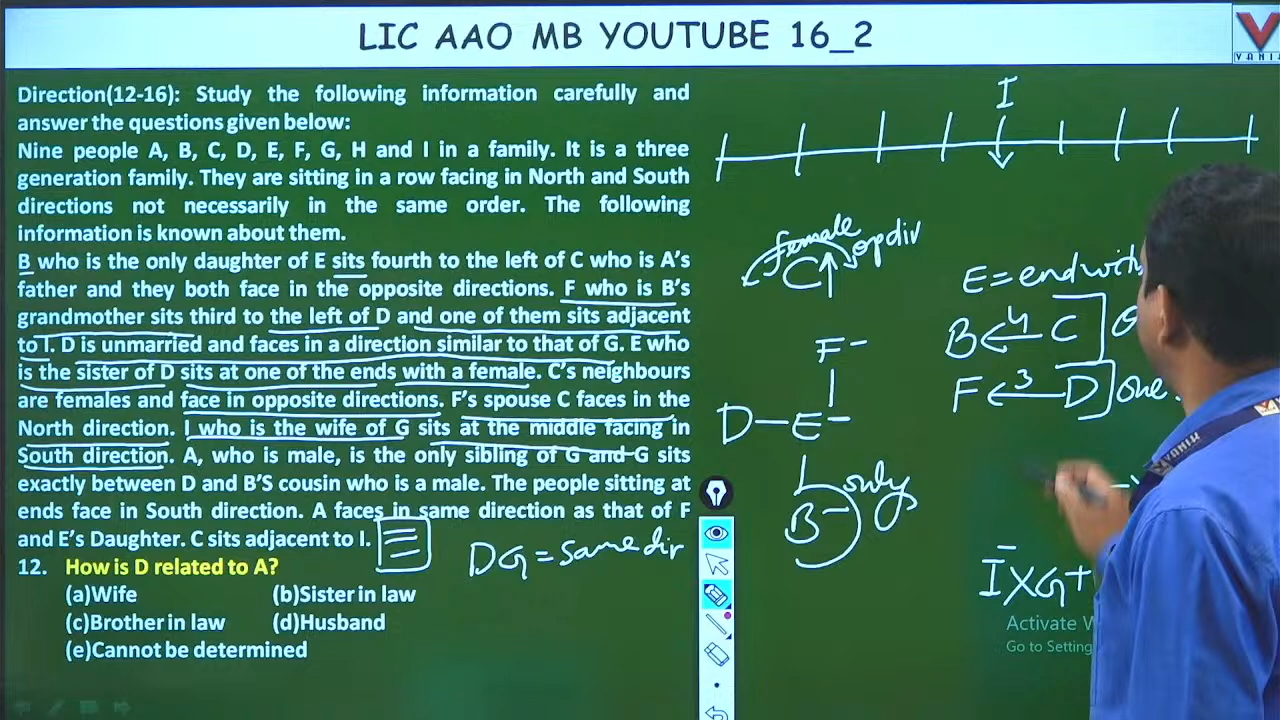 LIC AAO MB YOUTUBE 16_2
VANIK
Direction(12-16): Study the following information carefully and
answer the questions given below:
Nine people A, B, C, D, E, F, G, H and I in a family. It is a three
generation family. They are sitting in a row facing in North and South
directions not necessarily in the same order. The following
information is known about them.
B who is the only daughter of E sits fourth to the left of C who is A's
father and they both face in the opposite directions. F who is B's
grandmother sits third to the left of D and one of them sits adjacent
to I. D is unmarried and faces in a direction similar to that of G. E who
is the sister of D sits at one of the ends with a female. C's neighbours
are females and face in opposite directions. F's spouse C faces in the
North direction. I who is the wife of G sits at the middle facing in
South direction. A, who is male, is the only sibling of G and G sits
exactly between D and B'S cousin who is a male. The people sitting at
ends face in South direction. A faces in same direction as that of F
and E's Daughter. C sits adjacent to I.
DG = Same dir
12. How is D related to A?
(a)Wife (b)Sister in law
(c)Brother in law (d)Husband
(e)Cannot be determined
I
female
C op dir
F -
D - E -
only
B -
E = end with
B ← 4 C
F ← 3 D one
I X G +
Activate W
Go to Setting
VANIK